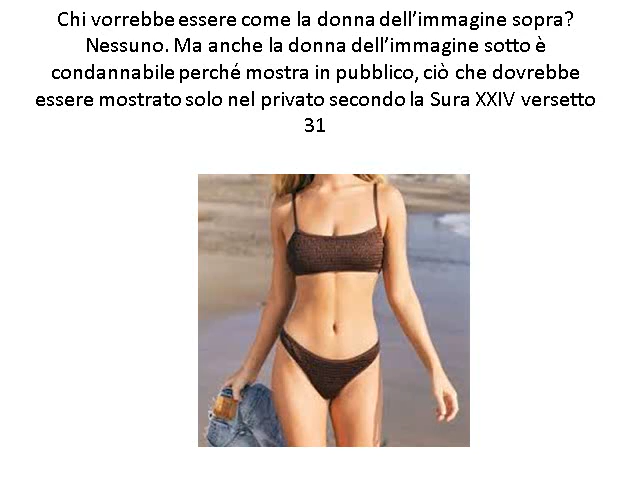 Chi vorrebbe essere come la donna dell’immagine sopra?
Nessuno. Ma anche la donna dell’immagine sotto è
condannabile perché mostra in pubblico, ciò che dovrebbe
essere mostrato solo nel privato secondo la Sura XXIV versetto
31